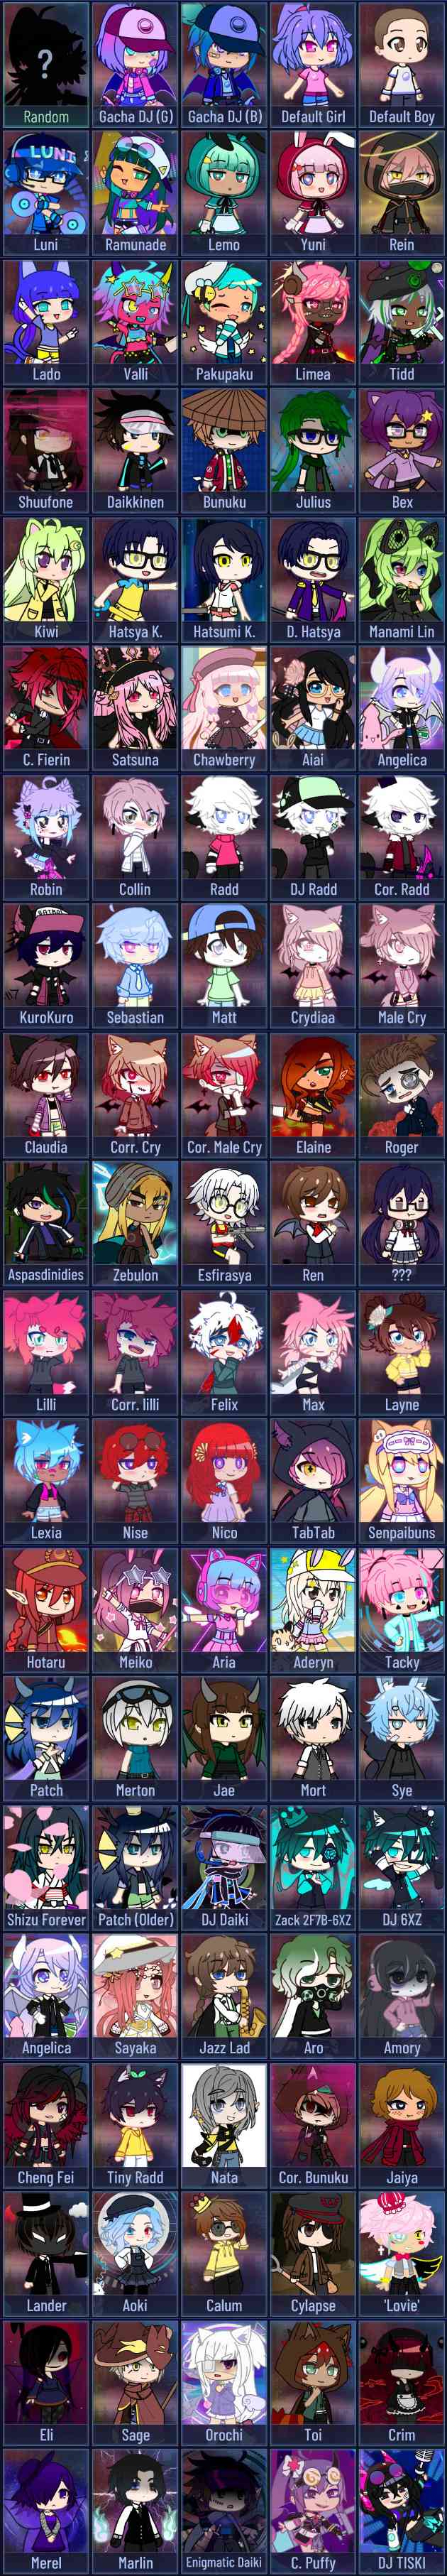 ?
Random
Gacha DJ (G)
Gacha DJ (B)
Default Girl
Default Boy
LUNI
Luni
Ramunade
Lemo
Yuni
Rein
Lado
Valli
Pakupaku
Limea
Tidd
Shuufone
Daikkinen
Bunuku
Julius
Bex
Kiwi
Hatsya K.
Hatsumi K.
D. Hatsya
Manami Lin
C. Fierin
Satsuna
Chawberry
Aiai
Angelica
Robin
Collin
Radd
DJ Radd
Cor. Radd
KuroKuro
Sebastian
Matt
Crydiaa
Male Cry
Claudia
Corr. Cry
Cor. Male Cry
Elaine
Roger
Aspasdinidies
Zebulon
Esfirasya
Ren
???
Lilli
Corr. lilli
Felix
Max
Layne
Lexia
Nise
Nico
TabTab
Senpaibuns
Hotaru
Meiko
Aria
Aderyn
Tacky
Patch
Merton
Jae
Mort
Sye
Shizu Forever
Patch (Older)
DJ Daiki
Zack 2F7B-6XZ
DJ 6XZ
Angelica
Sayaka
Jazz Lad
Aro
Amory
Cheng Fei
Tiny Radd
Nata
Cor. Bunuku
Jaiya
Lander
Aoki
Calum
Cylapse
'Lovie'
Eli
Sage
Orochi
Toi
Crim
Merel
Marlin
Enigmatic Daiki
C. Puffy
DJ TISKI